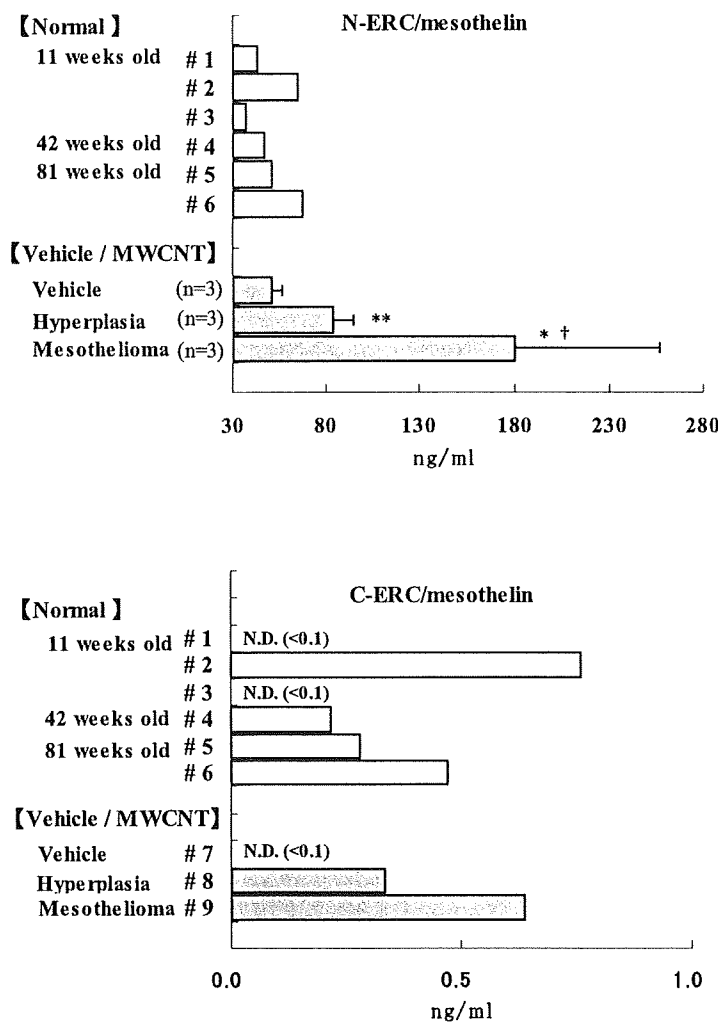 N-ERC/mesothelin
【Normal】
11 weeks old #1
#2
#3
42 weeks old #4
81 weeks old #5
#6
【Vehicle / MWCNT】
Vehicle (n=3)
Hyperplasia (n=3) **
Mesothelioma (n=3) * †
30 80 130 180 230 280
ng/ml
C-ERC/mesothelin
【Normal】
11 weeks old #1 N.D. (<0.1)
#2
#3 N.D. (<0.1)
42 weeks old #4
81 weeks old #5
#6
【Vehicle / MWCNT】
Vehicle #7 N.D. (<0.1)
Hyperplasia #8
Mesothelioma #9
0.0 0.5 1.0
ng/ml